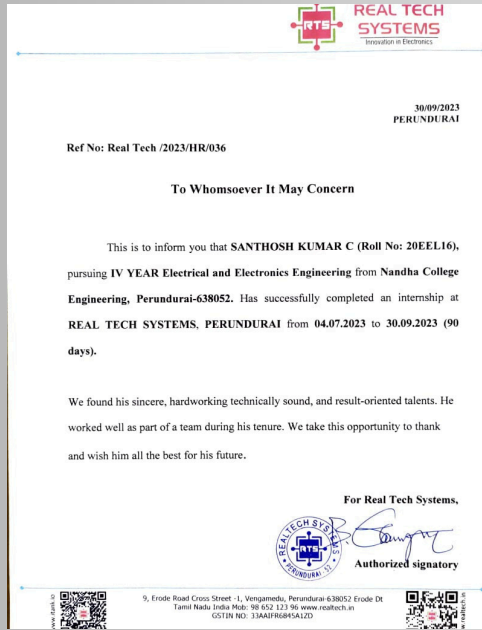 REAL TECH
SYSTEMS
Innovation in Electronics
RTS
30/09/2023
PERUNDURAI
Ref No: Real Tech /2023/HR/036
To Whomsoever It May Concern
This is to inform you that SANTHOSH KUMAR C (Roll No: 20EEL16),
pursuing IV YEAR Electrical and Electronics Engineering from Nandha College
Engineering, Perundurai-638052. Has successfully completed an internship at
REAL TECH SYSTEMS, PERUNDURAI from 04.07.2023 to 30.09.2023 (90
days).
We found his sincere, hardworking technically sound, and result-oriented talents. He
worked well as part of a team during his tenure. We take this opportunity to thank
and wish him all the best for his future.
For Real Tech Systems,
REALTECH SYSTEMS
RTS
PERUNDURAI - 52
Authorized signatory
9, Erode Road Cross Street -1, Vengamedu, Perundurai-638052 Erode Dt
Tamil Nadu India Mob: 98 652 123 96 www.realtech.in
GSTIN NO: 33AAIFR6845A1ZD